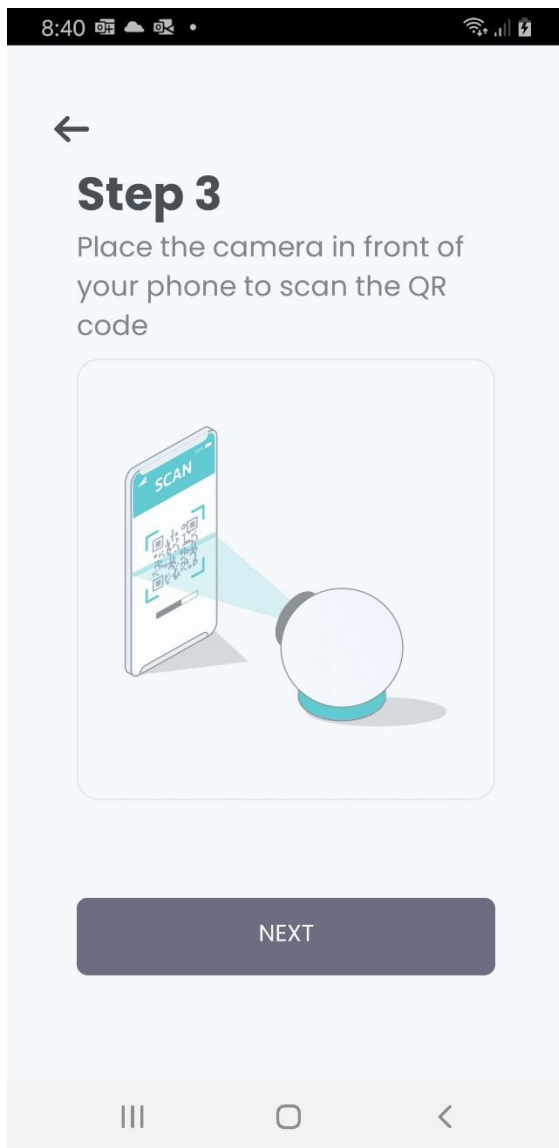 8:40
Step 3
Place the camera in front of
your phone to scan the QR
code
SCAN
NEXT